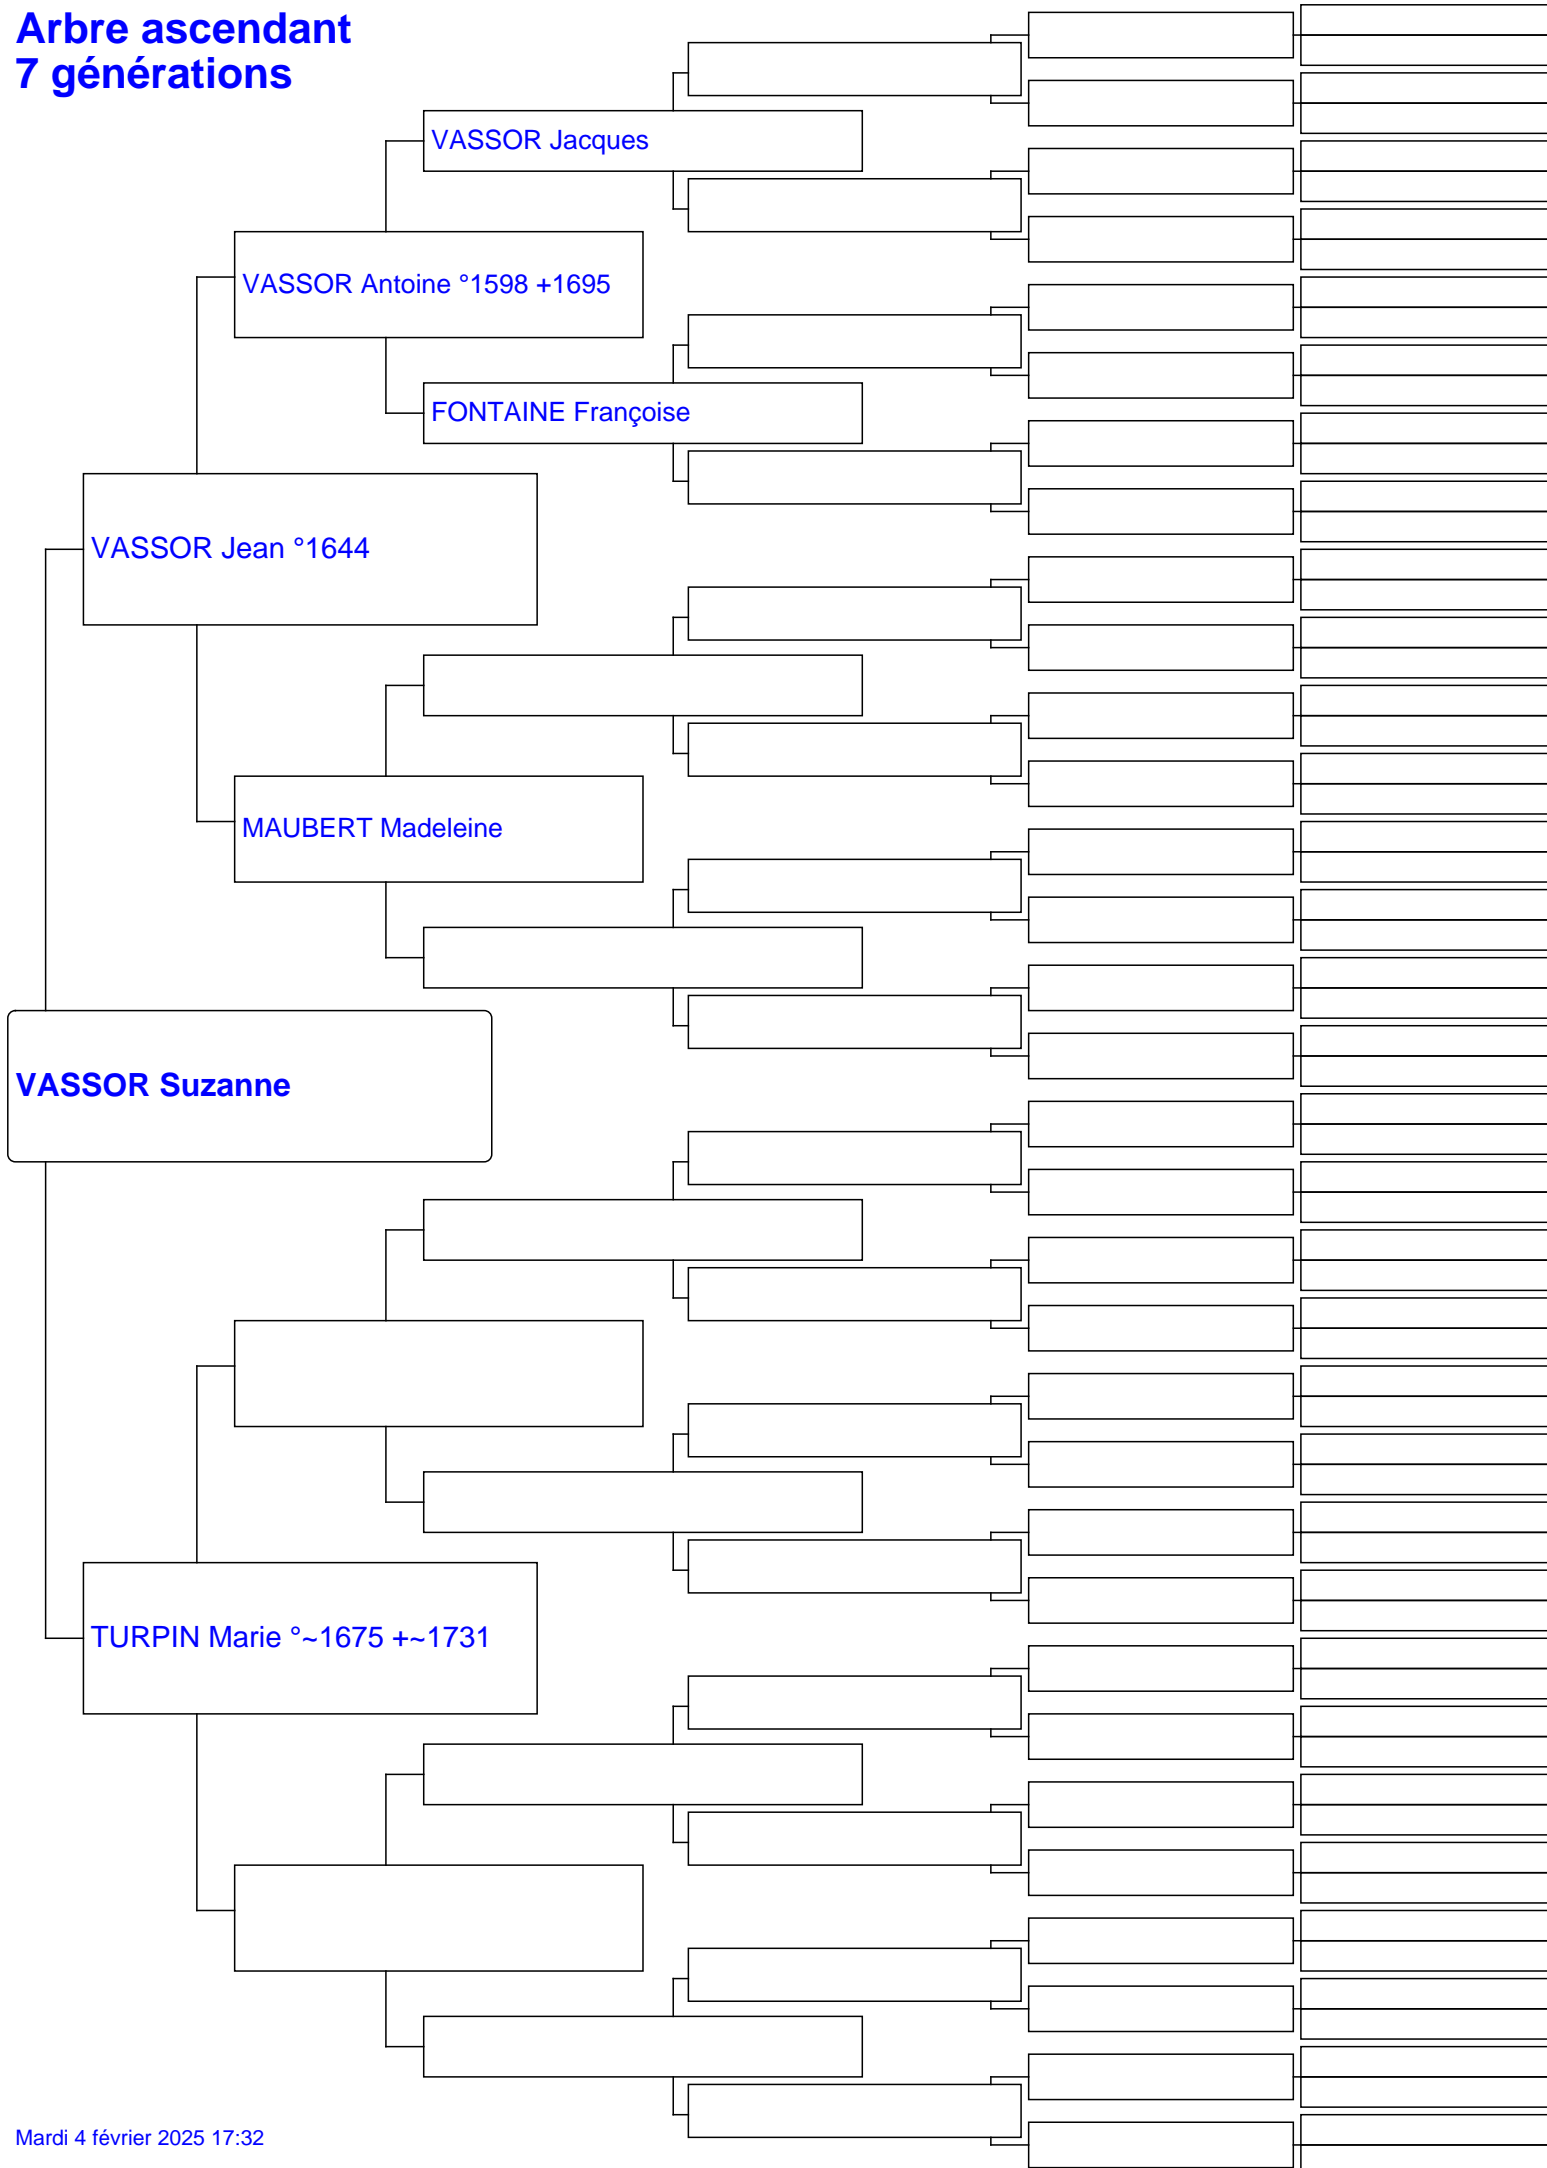 Arbre ascendant
7 générations
VASSOR Jacques
VASSOR Antoine °1598 +1695
FONTAINE Françoise
VASSOR Jean °1644
MAUBERT Madeleine
VASSOR Suzanne
TURPIN Marie °~1675 +~1731
Mardi 4 février 2025 17:32